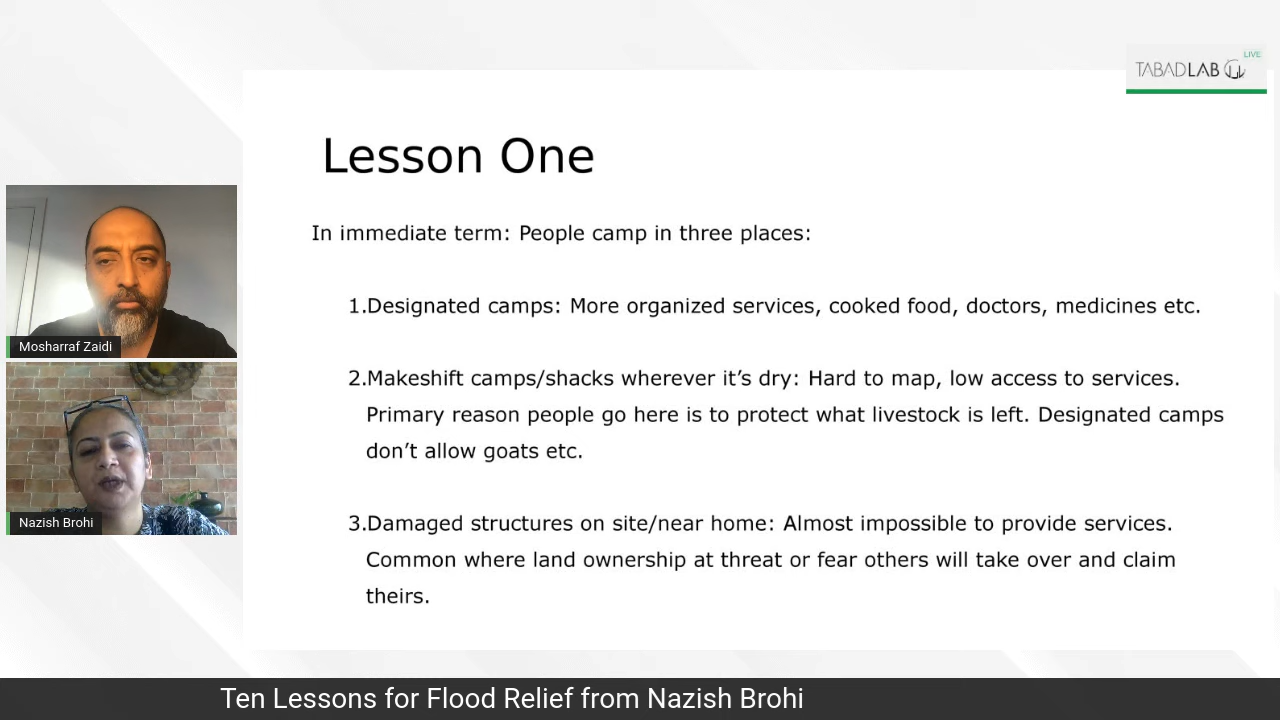 LIVE
TABADLAB
Lesson One
In immediate term: People camp in three places:
1.Designated camps: More organized services, cooked food, doctors, medicines etc.
2.Makeshift camps/shacks wherever it’s dry: Hard to map, low access to services.
Primary reason people go here is to protect what livestock is left. Designated camps
don’t allow goats etc.
3.Damaged structures on site/near home: Almost impossible to provide services.
Common where land ownership at threat or fear others will take over and claim
theirs.
Mosharraf Zaidi
Nazish Brohi
Ten Lessons for Flood Relief from Nazish Brohi